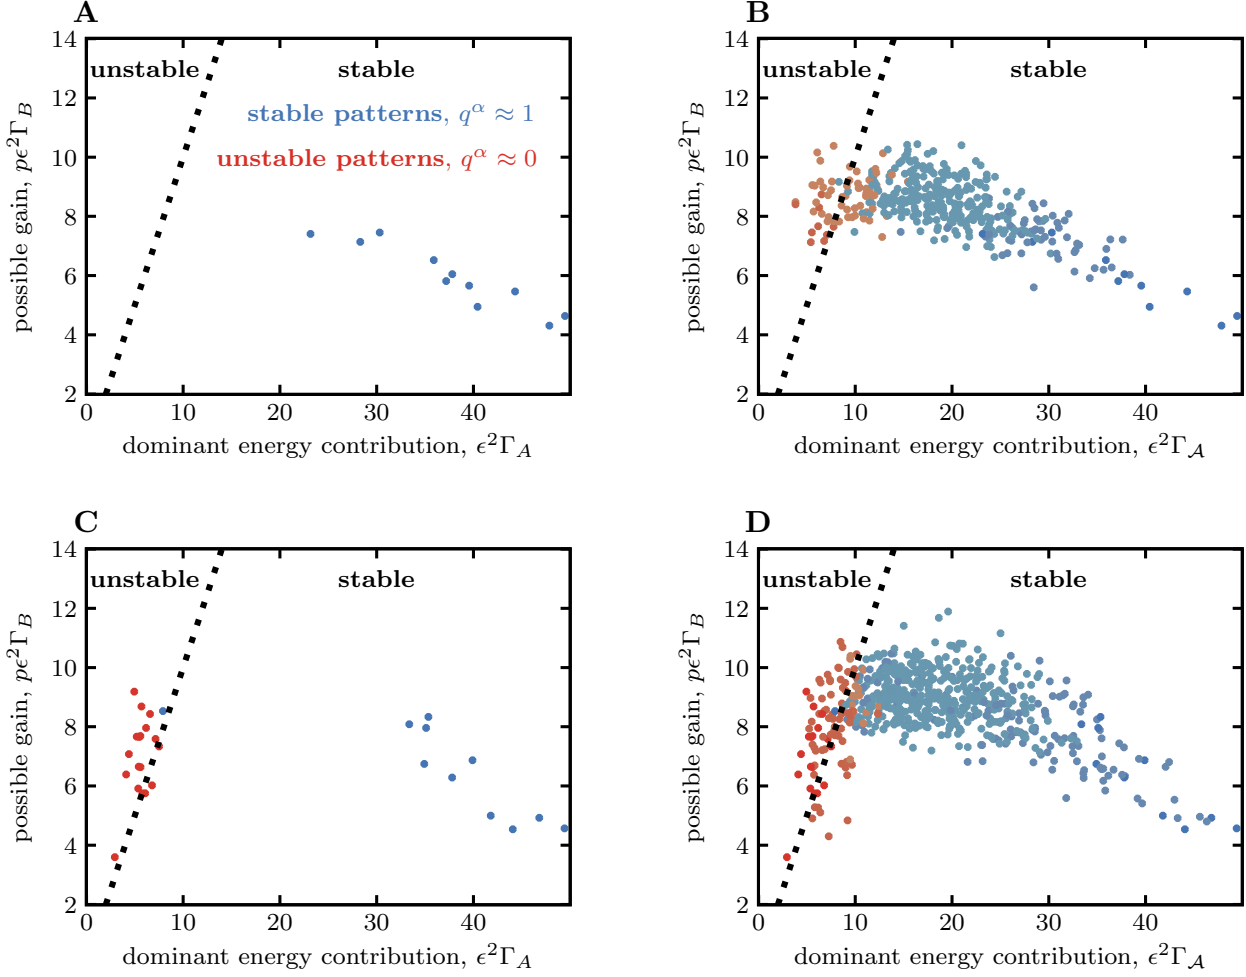 A
14
12
10
8
6
4
2
possible gain, pϵ²Γ_B
unstable
stable
stable patterns, q^α ≈ 1
unstable patterns, q^α ≈ 0
0 10 20 30 40
dominant energy contribution, ϵ²Γ_A
B
14
12
10
8
6
4
2
possible gain, pϵ²Γ_B
unstable
stable
0 10 20 30 40
dominant energy contribution, ϵ²Γ_𝒜
C
14
12
10
8
6
4
2
possible gain, pϵ²Γ_B
unstable
stable
0 10 20 30 40
dominant energy contribution, ϵ²Γ_A
D
14
12
10
8
6
4
2
possible gain, pϵ²Γ_B
unstable
stable
0 10 20 30 40
dominant energy contribution, ϵ²Γ_𝒜